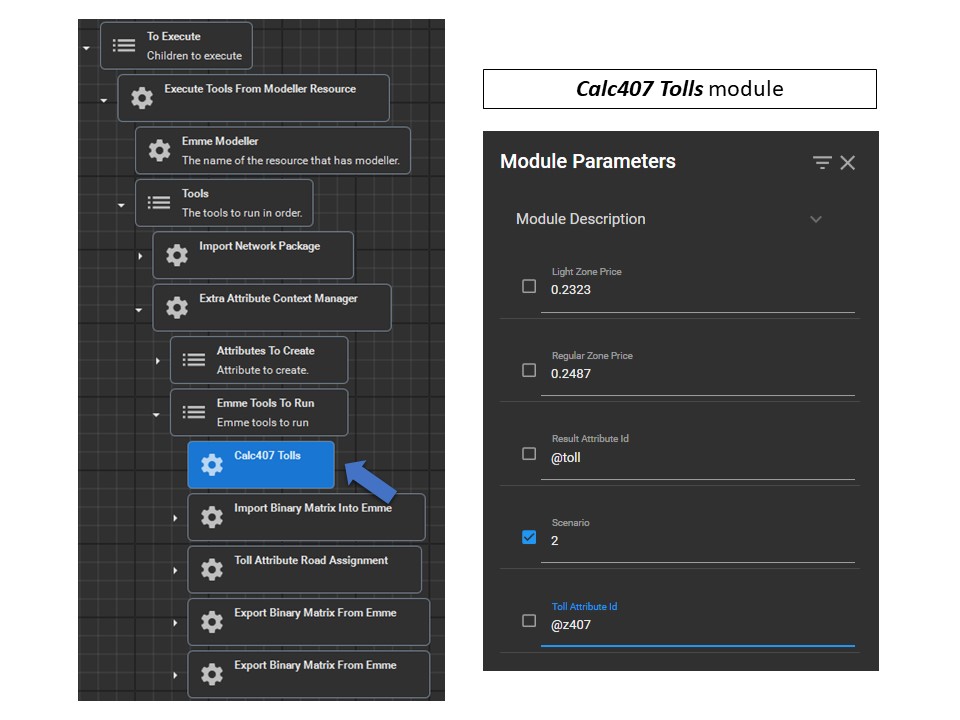 To Execute
Children to execute
Execute Tools From Modeller Resource
Emme Modeller
The name of the resource that has modeller.
Tools
The tools to run in order.
Import Network Package
Extra Attribute Context Manager
Attributes To Create
Attribute to create.
Emme Tools To Run
Emme tools to run
Calc407 Tolls
Import Binary Matrix Into Emme
Toll Attribute Road Assignment
Export Binary Matrix From Emme
Export Binary Matrix From Emme
Calc407 Tolls module
Module Parameters
Module Description
Light Zone Price
0.2323
Regular Zone Price
0.2487
Result Attribute Id
@toll
Scenario
2
Toll Attribute Id
@z407